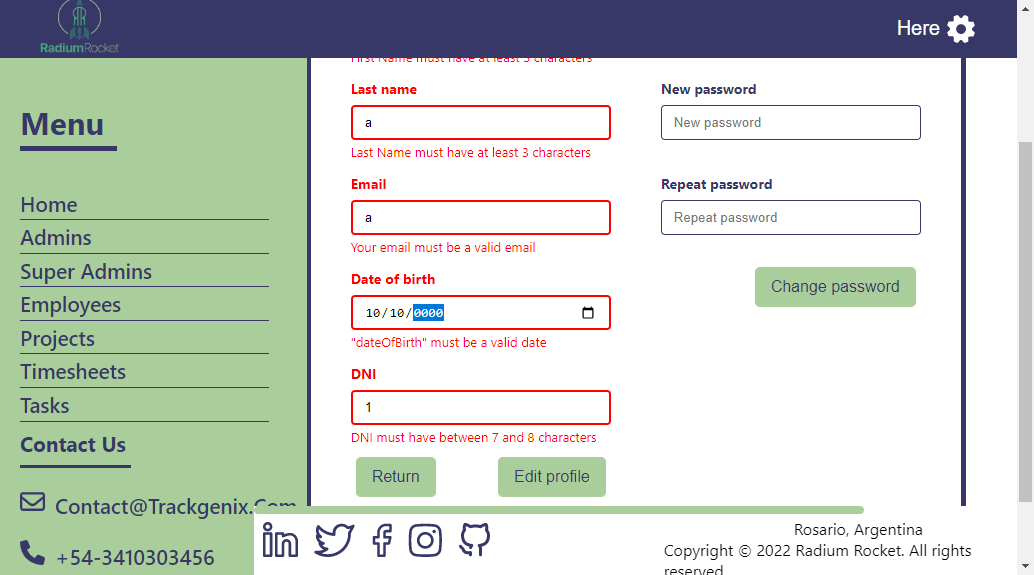 RadiumRocket
Here
Menu
Home
Admins
Super Admins
Employees
Projects
Timesheets
Tasks
Contact Us
Contact@Trackgenix.Com
+54-3410303456
First Name must have at least 3 characters
Last name
a
Last Name must have at least 3 characters
Email
a
Your email must be a valid email
Date of birth
10/10/0000
"dateOfBirth" must be a valid date
DNI
1
DNI must have between 7 and 8 characters
Return
Edit profile
New password
New password
Repeat password
Repeat password
Change password
Rosario, Argentina
Copyright © 2022 Radium Rocket. All rights
reserved